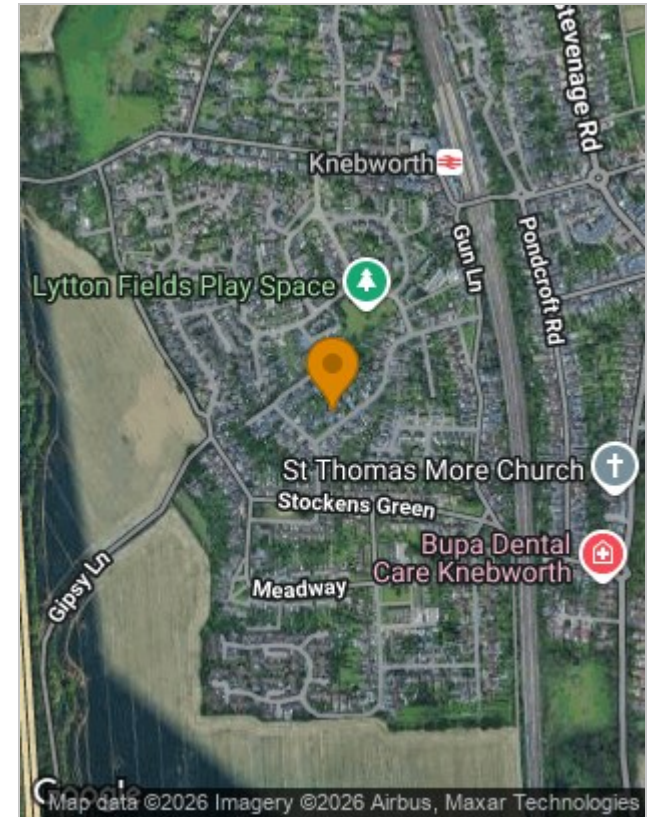 Stevenage Rd
Knebworth
Gun Ln
Pondcroft Rd
Lytton Fields Play Space
St Thomas More Church
Stockens Green
Bupa Dental
Care Knebworth
Gipsy Ln
Meadway
Google
Map data ©2026 Imagery ©2026 Airbus, Maxar Technologies